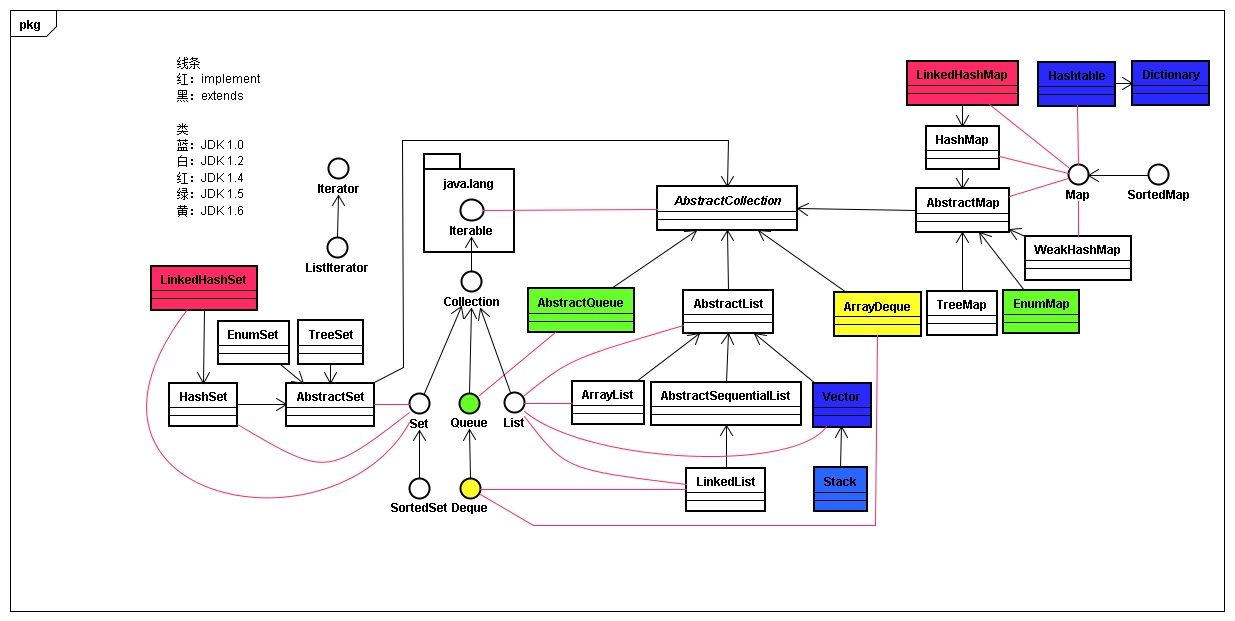 pkg
线条
红：implement
黑：extends
类
蓝：JDK 1.0
白：JDK 1.2
红：JDK 1.4
绿：JDK 1.5
黄：JDK 1.6
Iterator
ListIterator
java.lang
Iterable
Collection
AbstractCollection
LinkedHashMap
Hashtable
Dictionary
HashMap
AbstractMap
Map
SortedMap
WeakHashMap
LinkedHashSet
EnumSet
TreeSet
HashSet
AbstractSet
AbstractQueue
AbstractList
ArrayDeque
TreeMap
EnumMap
Set
Queue
List
ArrayList
AbstractSequentialList
Vector
SortedSet
Deque
LinkedList
Stack